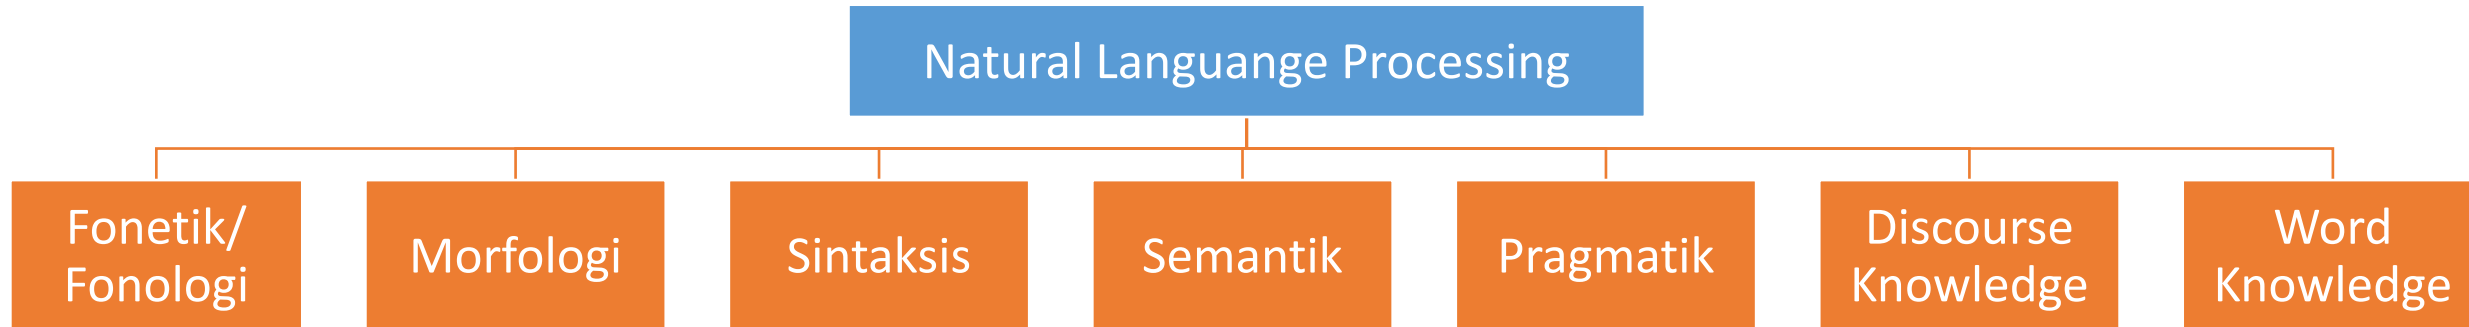 Natural Languange Processing
Fonetik/
Fonologi
Morfologi
Sintaksis
Semantik
Pragmatik
Discourse
Knowledge
Word
Knowledge